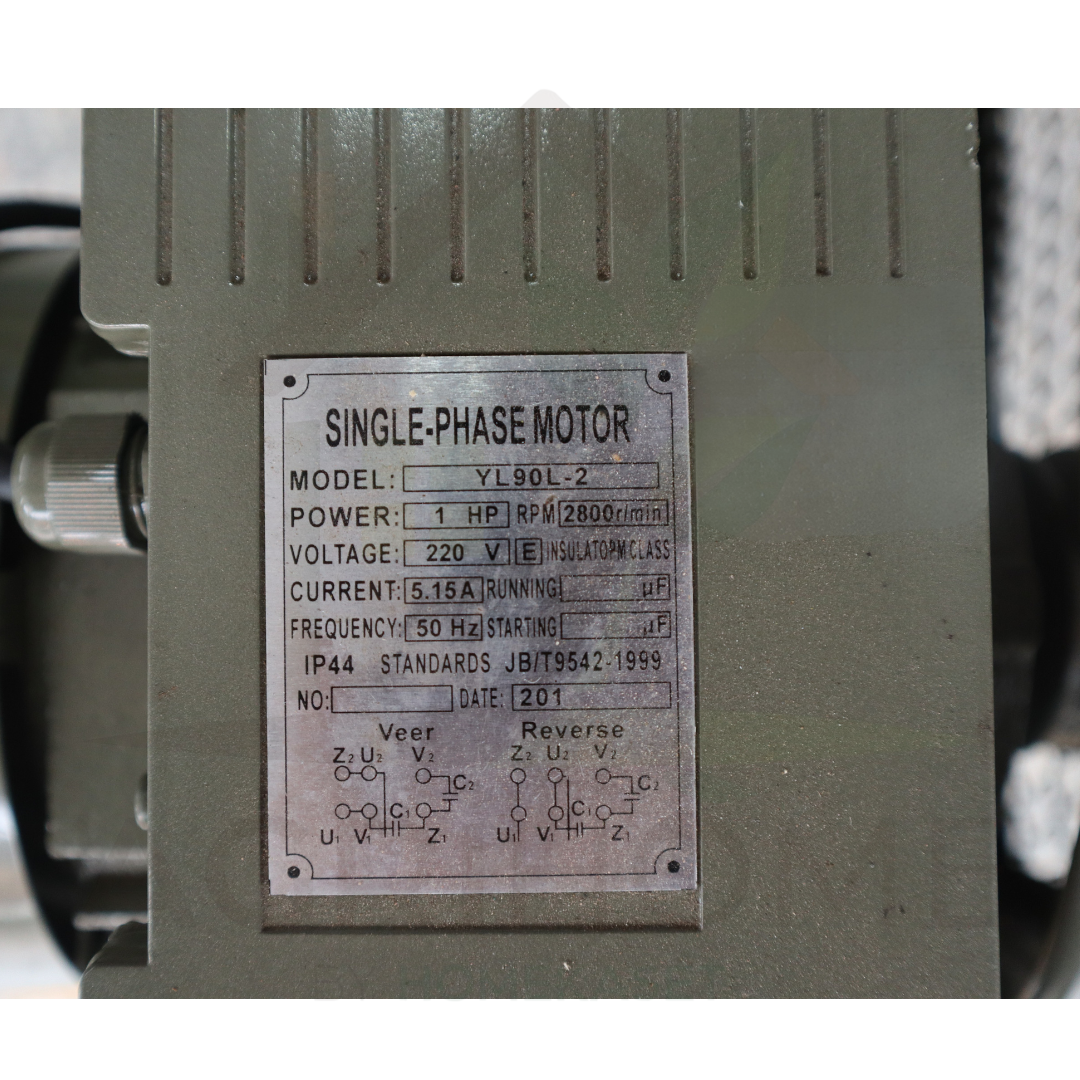 SINGLE-PHASE MOTOR
MODEL: YL90L-2
POWER: 1 HP RPM 2800r/min
VOLTAGE: 220 V E INSULATOPM CLASS
CURRENT: 5.15A RUNNING µF
FREQUENCY: 50 Hz STARTING µF
IP44 STANDARDS JB/T9542-1999
NO: DATE: 201
Veer Reverse
Z2 U2 V2 Z2 U2 V2
C2 C2
C1 C1
U1 V1 Z1 U1 V1 Z1